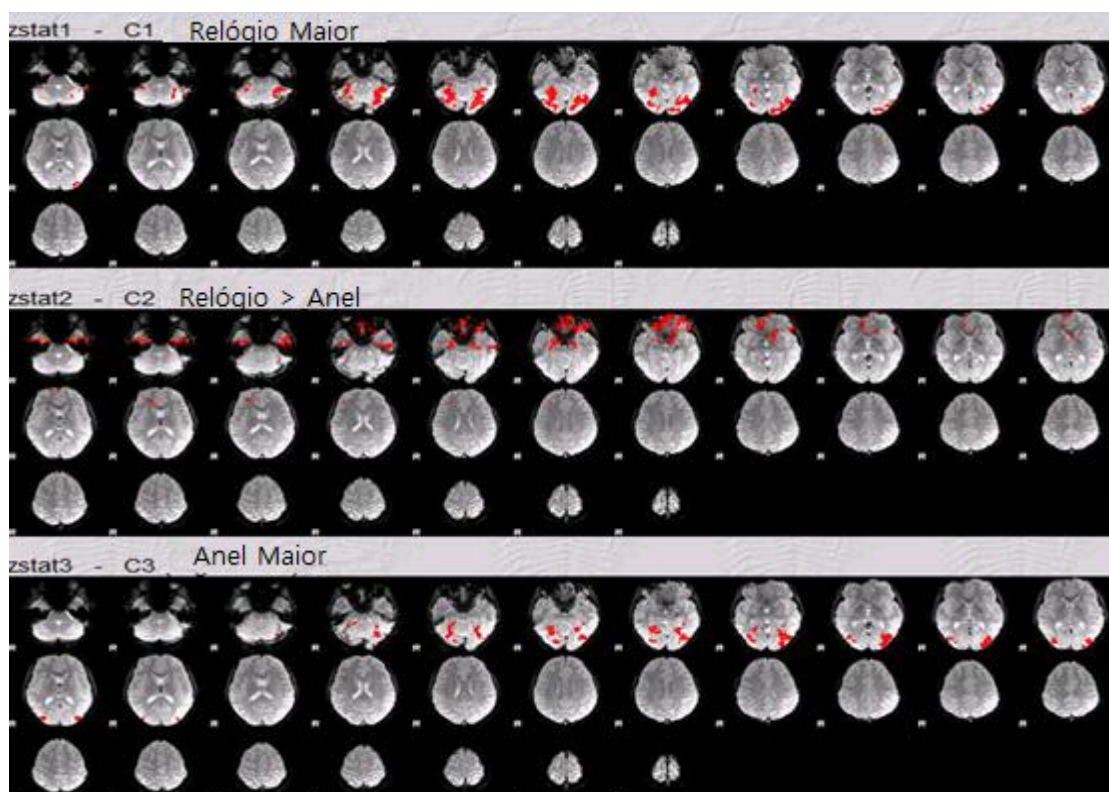 zstat1 - C1 Relógio Maior
zstat2 - C2 Relógio > Anel
zstat3 - C3 Anel Maior